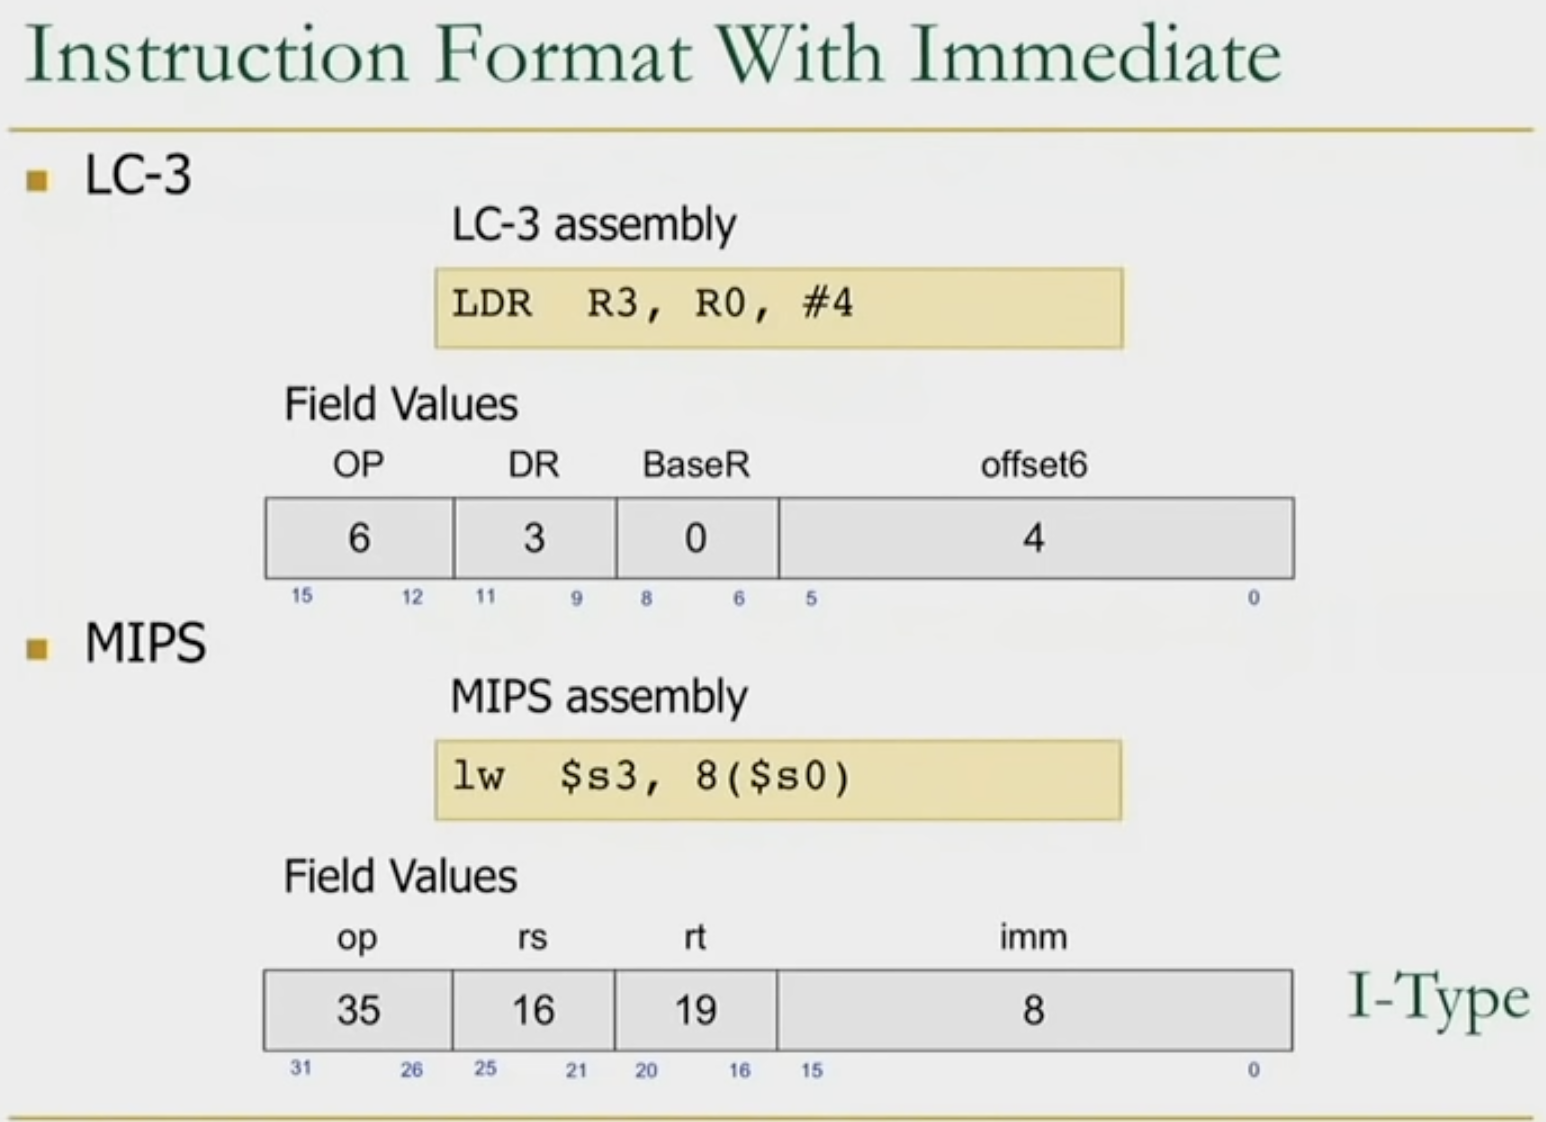 Instruction Format With Immediate
LC-3
LC-3 assembly
LDR R3, R0, #4
Field Values
OP DR BaseR offset6
6 3 0 4
15 12 11 9 8 6 5 0
MIPS
MIPS assembly
lw $s3, 8($s0)
Field Values
op rs rt imm
35 16 19 8 I-Type
31 26 25 21 20 16 15 0